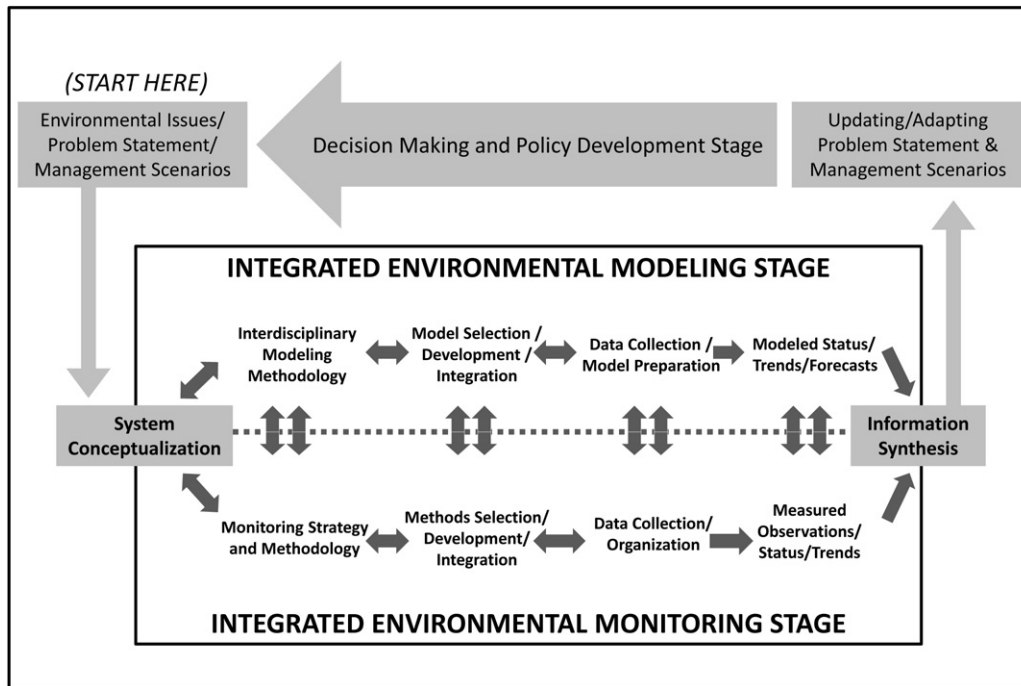 (START HERE)
Environmental Issues/
Problem Statement/
Management Scenarios
Decision Making and Policy Development Stage
Updating/Adapting
Problem Statement &
Management Scenarios
INTEGRATED ENVIRONMENTAL MODELING STAGE
Interdisciplinary
Modeling
Methodology
Model Selection /
Development /
Integration
Data Collection /
Model Preparation
Modeled Status/
Trends/Forecasts
System
Conceptualization
Information
Synthesis
Monitoring Strategy
and Methodology
Methods Selection/
Development/
Integration
Data Collection/
Organization
Measured
Observations/
Status/Trends
INTEGRATED ENVIRONMENTAL MONITORING STAGE